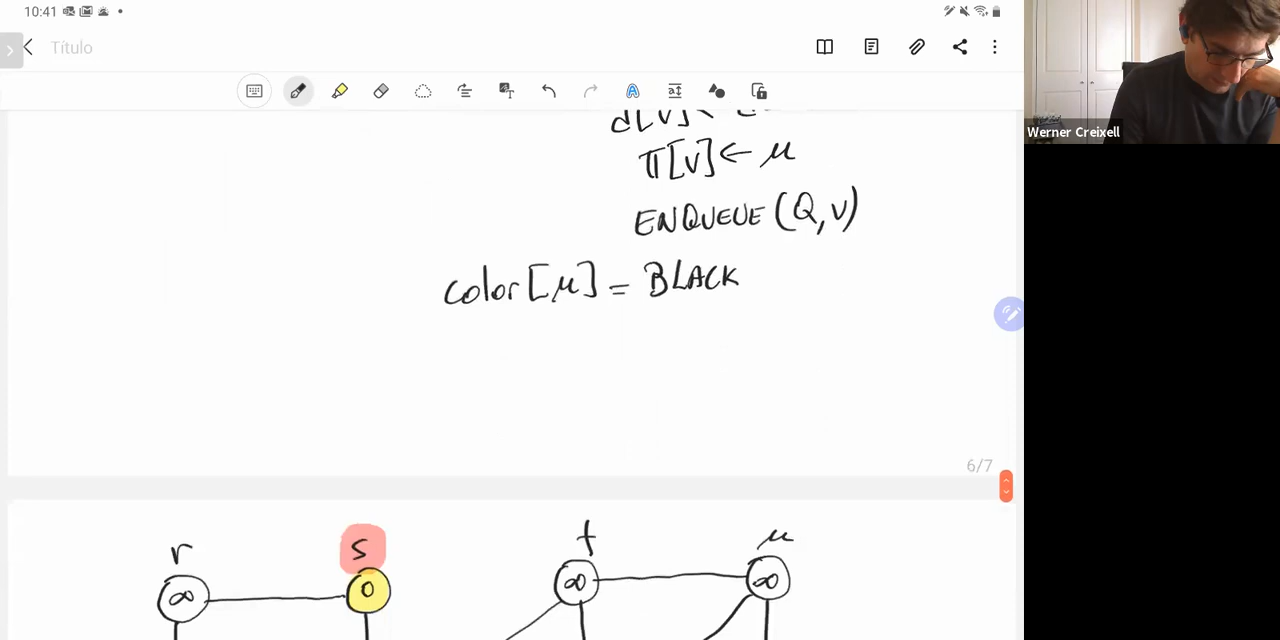 10:41
Título
Werner Creixell
d[v] ←
π[v] ← μ
ENQUEUE (Q, v)
color[μ] = BLACK
6/7
r s t μ
∞ 0 ∞ ∞